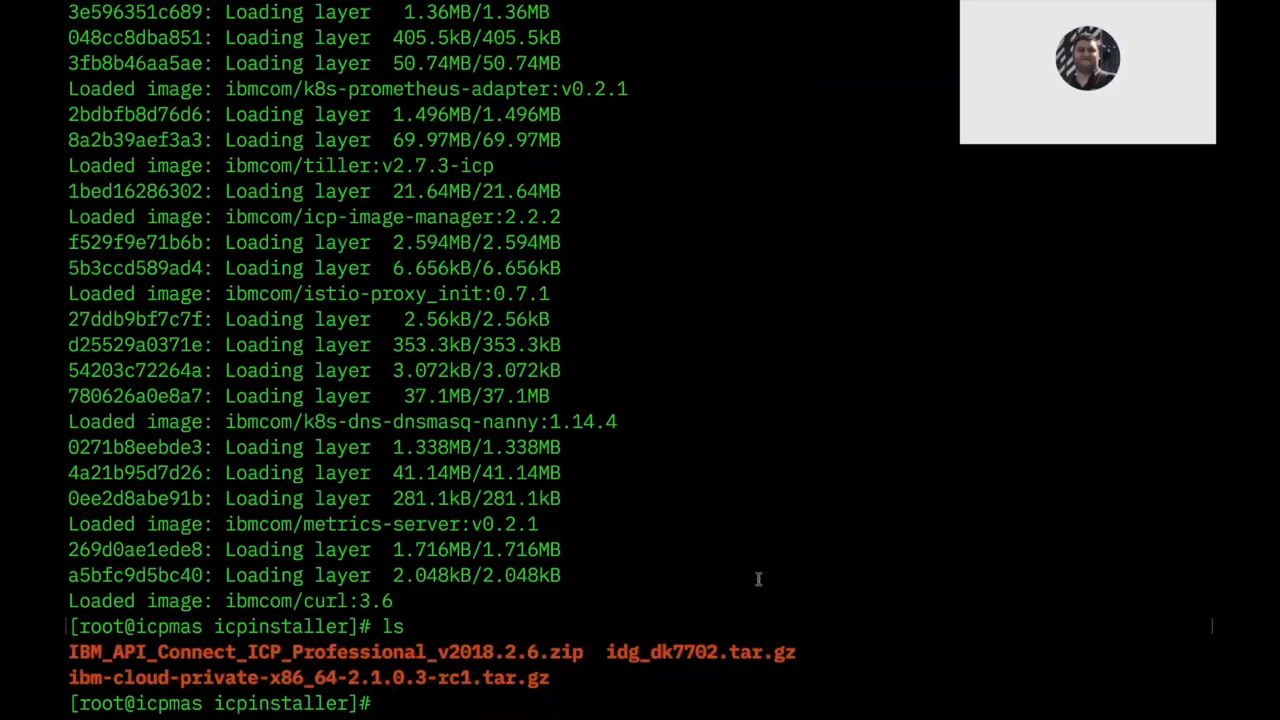 3e596351c689: Loading layer   1.36MB/1.36MB
048cc8dba851: Loading layer  405.5kB/405.5kB
3fb8b46aa5ae: Loading layer  50.74MB/50.74MB
Loaded image: ibmcom/k8s-prometheus-adapter:v0.2.1
2bdbfb8d76d6: Loading layer  1.496MB/1.496MB
8a2b39aef3a3: Loading layer  69.97MB/69.97MB
Loaded image: ibmcom/tiller:v2.7.3-icp
1bed16286302: Loading layer  21.64MB/21.64MB
Loaded image: ibmcom/icp-image-manager:2.2.2
f529f9e71b6b: Loading layer  2.594MB/2.594MB
5b3ccd589ad4: Loading layer  6.656kB/6.656kB
Loaded image: ibmcom/istio-proxy_init:0.7.1
27ddb9bf7c7f: Loading layer   2.56kB/2.56kB
d25529a0371e: Loading layer  353.3kB/353.3kB
54203c72264a: Loading layer  3.072kB/3.072kB
780626a0e8a7: Loading layer   37.1MB/37.1MB
Loaded image: ibmcom/k8s-dns-dnsmasq-nanny:1.14.4
0271b8eebde3: Loading layer  1.338MB/1.338MB
4a21b95d7d26: Loading layer  41.14MB/41.14MB
0ee2d8abe91b: Loading layer  281.1kB/281.1kB
Loaded image: ibmcom/metrics-server:v0.2.1
269d0ae1ede8: Loading layer  1.716MB/1.716MB
a5bfc9d5bc40: Loading layer  2.048kB/2.048kB
Loaded image: ibmcom/curl:3.6
[root@icpmas icpinstaller]# ls
IBM_API_Connect_ICP_Professional_v2018.2.6.zip  idg_dk7702.tar.gz
ibm-cloud-private-x86_64-2.1.0.3-rc1.tar.gz
[root@icpmas icpinstaller]#